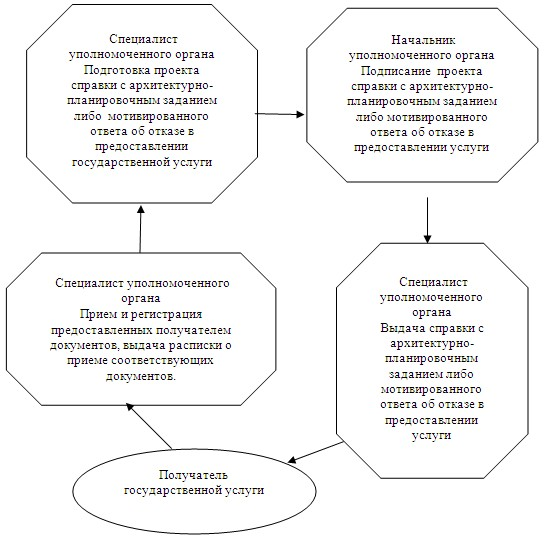 Специалист
уполномоченного органа
Подготовка проекта
справки с архитектурно-
планировочным заданием
либо мотивированного
ответа об отказе в
предоставлении
государственной услуги
Начальник
уполномоченного органа
Подписание проекта
справки с архитектурно-
планировочным заданием
либо мотивированного
ответа об отказе в
предоставлении услуги
Специалист уполномоченного
органа
Прием и регистрация
предоставленных получателем
документов, выдача расписки о
приеме соответствующих
документов.
Специалист
уполномоченного
органа
Выдача справки с
архитектурно-
планировочным
заданием либо
мотивированного
ответа об отказе в
предоставлении
услуги
Получатель
государственной услуги